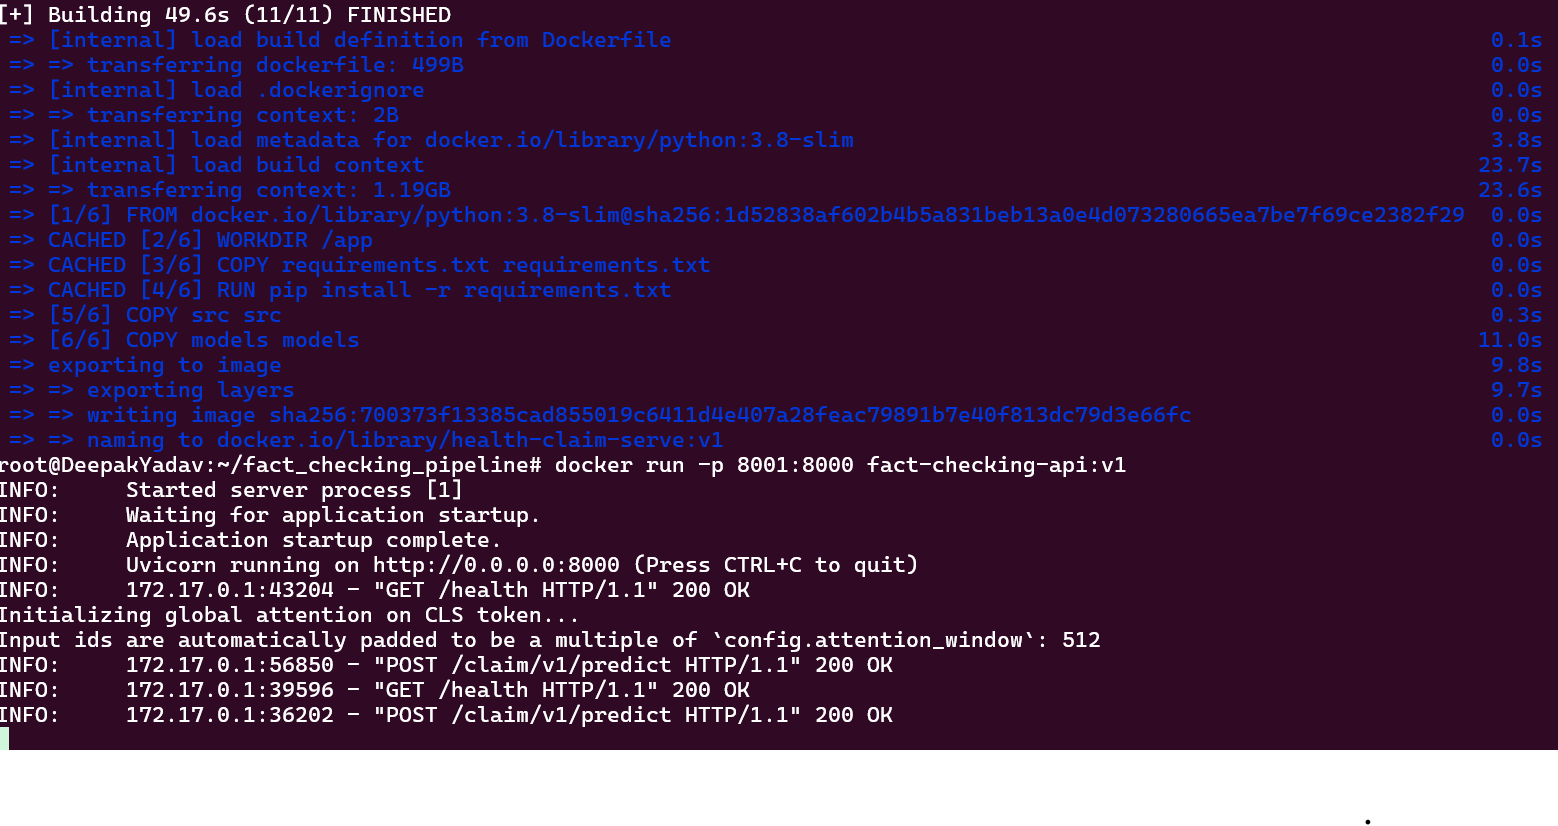 [+] Building 49.6s (11/11) FINISHED
=> [internal] load build definition from Dockerfile 0.1s
=> => transferring dockerfile: 499B 0.0s
=> [internal] load .dockerignore 0.0s
=> => transferring context: 2B 0.0s
=> [internal] load metadata for docker.io/library/python:3.8-slim 3.8s
=> [internal] load build context 23.7s
=> => transferring context: 1.19GB 23.6s
=> [1/6] FROM docker.io/library/python:3.8-slim@sha256:1d52838af602b4b5a831beb13a0e4d073280665ea7be7f69ce2382f29 0.0s
=> CACHED [2/6] WORKDIR /app 0.0s
=> CACHED [3/6] COPY requirements.txt requirements.txt 0.0s
=> CACHED [4/6] RUN pip install -r requirements.txt 0.0s
=> [5/6] COPY src src 0.3s
=> [6/6] COPY models models 11.0s
=> exporting to image 9.8s
=> => exporting layers 9.7s
=> => writing image sha256:700373f13385cad855019c6411d4e407a28feac79891b7e40f813dc79d3e66fc 0.0s
=> => naming to docker.io/library/health-claim-serve:v1 0.0s
root@DeepakYadav:~/fact_checking_pipeline# docker run -p 8001:8000 fact-checking-api:v1
INFO: Started server process [1]
INFO: Waiting for application startup.
INFO: Application startup complete.
INFO: Uvicorn running on http://0.0.0.0:8000 (Press CTRL+C to quit)
INFO: 172.17.0.1:43204 - "GET /health HTTP/1.1" 200 OK
Initializing global attention on CLS token...
Input ids are automatically padded to be a multiple of `config.attention_window`: 512
INFO: 172.17.0.1:56850 - "POST /claim/v1/predict HTTP/1.1" 200 OK
INFO: 172.17.0.1:39596 - "GET /health HTTP/1.1" 200 OK
INFO: 172.17.0.1:36202 - "POST /claim/v1/predict HTTP/1.1" 200 OK